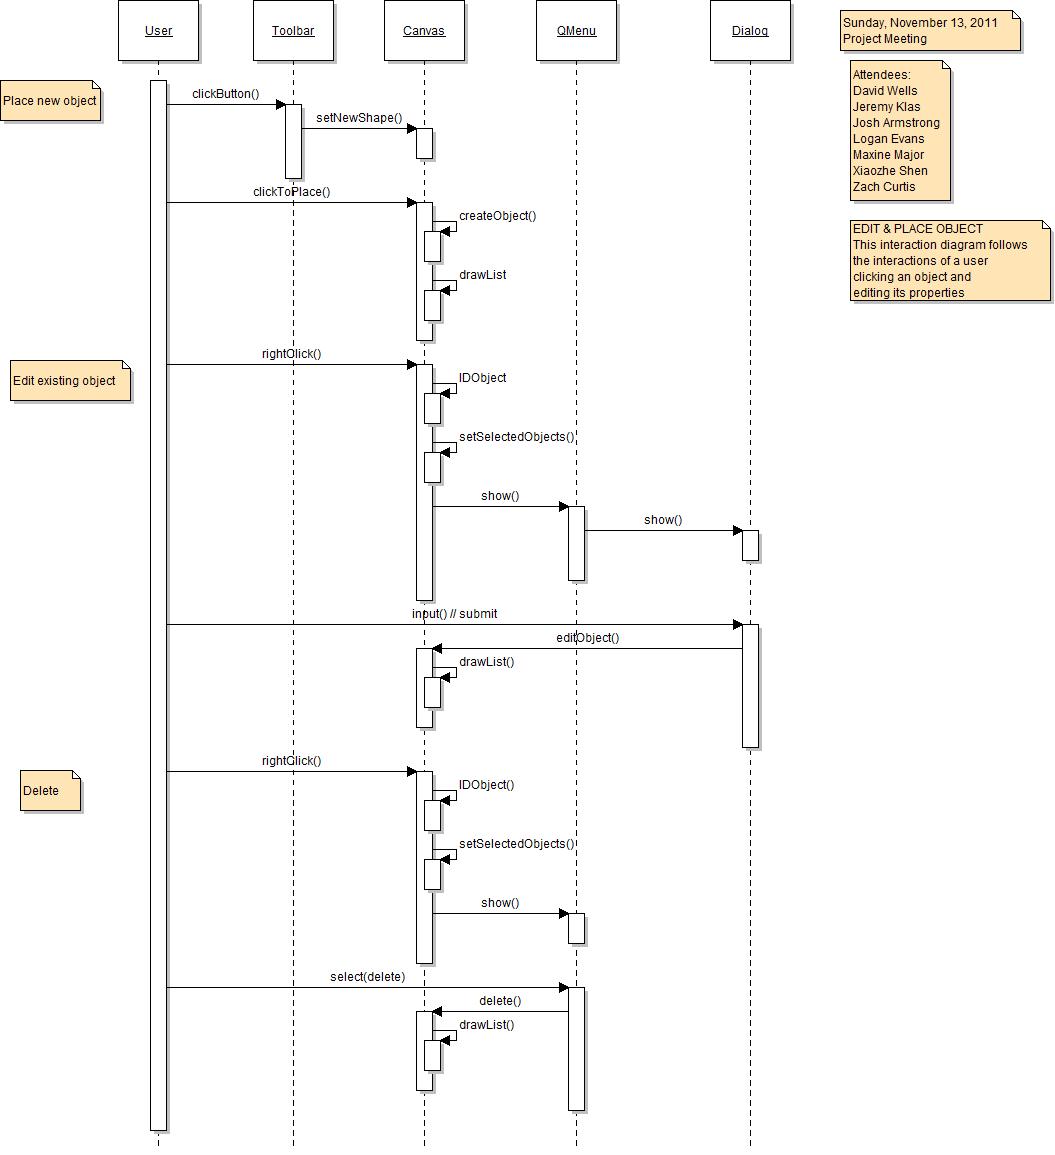 User
Toolbar
Canvas
QMenu
Dialog
Sunday, November 13, 2011
Project Meeting
Attendees:
David Wells
Jeremy Klas
Josh Armstrong
Logan Evans
Maxine Major
Xiaozhe Shen
Zach Curtis
EDIT & PLACE OBJECT
This interaction diagram follows
the interactions of a user
clicking an object and
editing its properties
Place new object
clickButton()
setNewShape()
clickToPlace()
createObject()
drawList
Edit existing object
rightClick()
IDObject
setSelectedObjects()
show()
show()
input() // submit
editObject()
drawList()
Delete
rightClick()
IDObject()
setSelectedObjects()
show()
select(delete)
delete()
drawList()